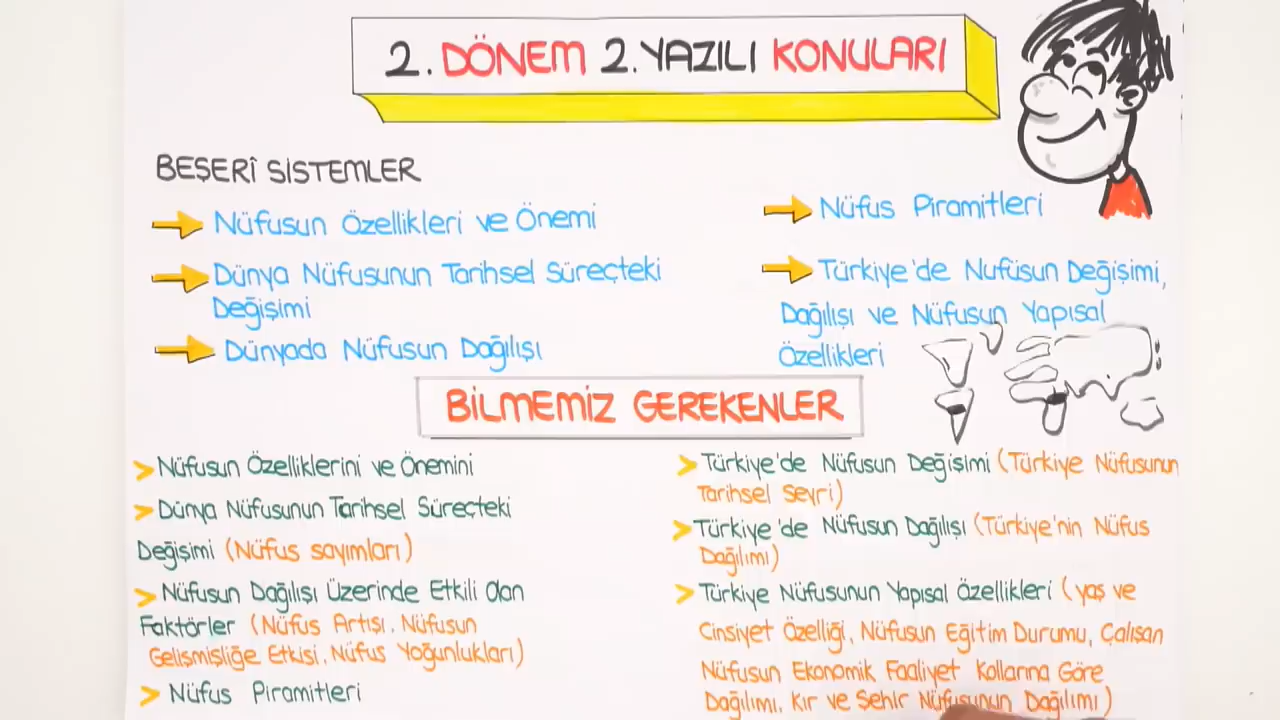 2. DÖNEM 2. YAZILI KONULARI
BEŞERÎ SİSTEMLER
Nüfusun Özellikleri ve Önemi
Dünya Nüfusunun Tarihsel Süreçteki
Değişimi
Dünyada Nüfusun Dağılışı
Nüfus Piramitleri
Türkiye'de Nufüsun Değişimi,
Dağılışı ve Nüfusun Yapısal
Özellikleri
BİLMEMİZ GEREKENLER
> Nüfusun Özelliklerini ve Önemini
> Dünya Nüfusunun Tarihsel Süreçteki
Değişimi (Nüfus sayımları)
> Nüfusun Dağılışı Üzerinde Etkili Olan
Faktörler (Nüfus Artışı, Nüfusun
Gelişmişliğe Etkisi, Nüfus Yoğunlukları)
> Nüfus Piramitleri
> Türkiye'de Nüfusun Değişimi (Türkiye Nüfusunun
Tarihsel Seyri)
> Türkiye'de Nüfusun Dağılışı (Türkiye'nin Nüfus
Dağılımı)
> Türkiye Nüfusunun Yapısal Özellikleri (yaş ve
Cinsiyet Özelliği, Nüfusun Eğitim Durumu, Çalışan
Nüfusun Ekonomik Faaliyet Kollarına Göre
Dağılımı, Kır ve Şehir Nüfusunun Dağılımı)